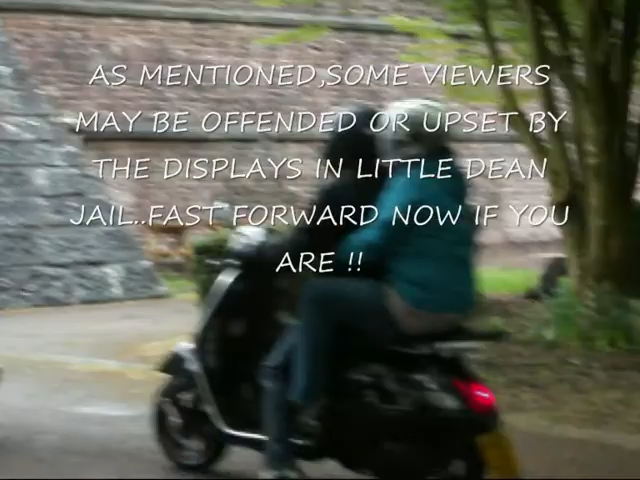 AS MENTIONED,SOME VIEWERS
MAY BE OFFENDED OR UPSET BY
THE DISPLAYS IN LITTLE DEAN
JAIL..FAST FORWARD NOW IF YOU
ARE !!